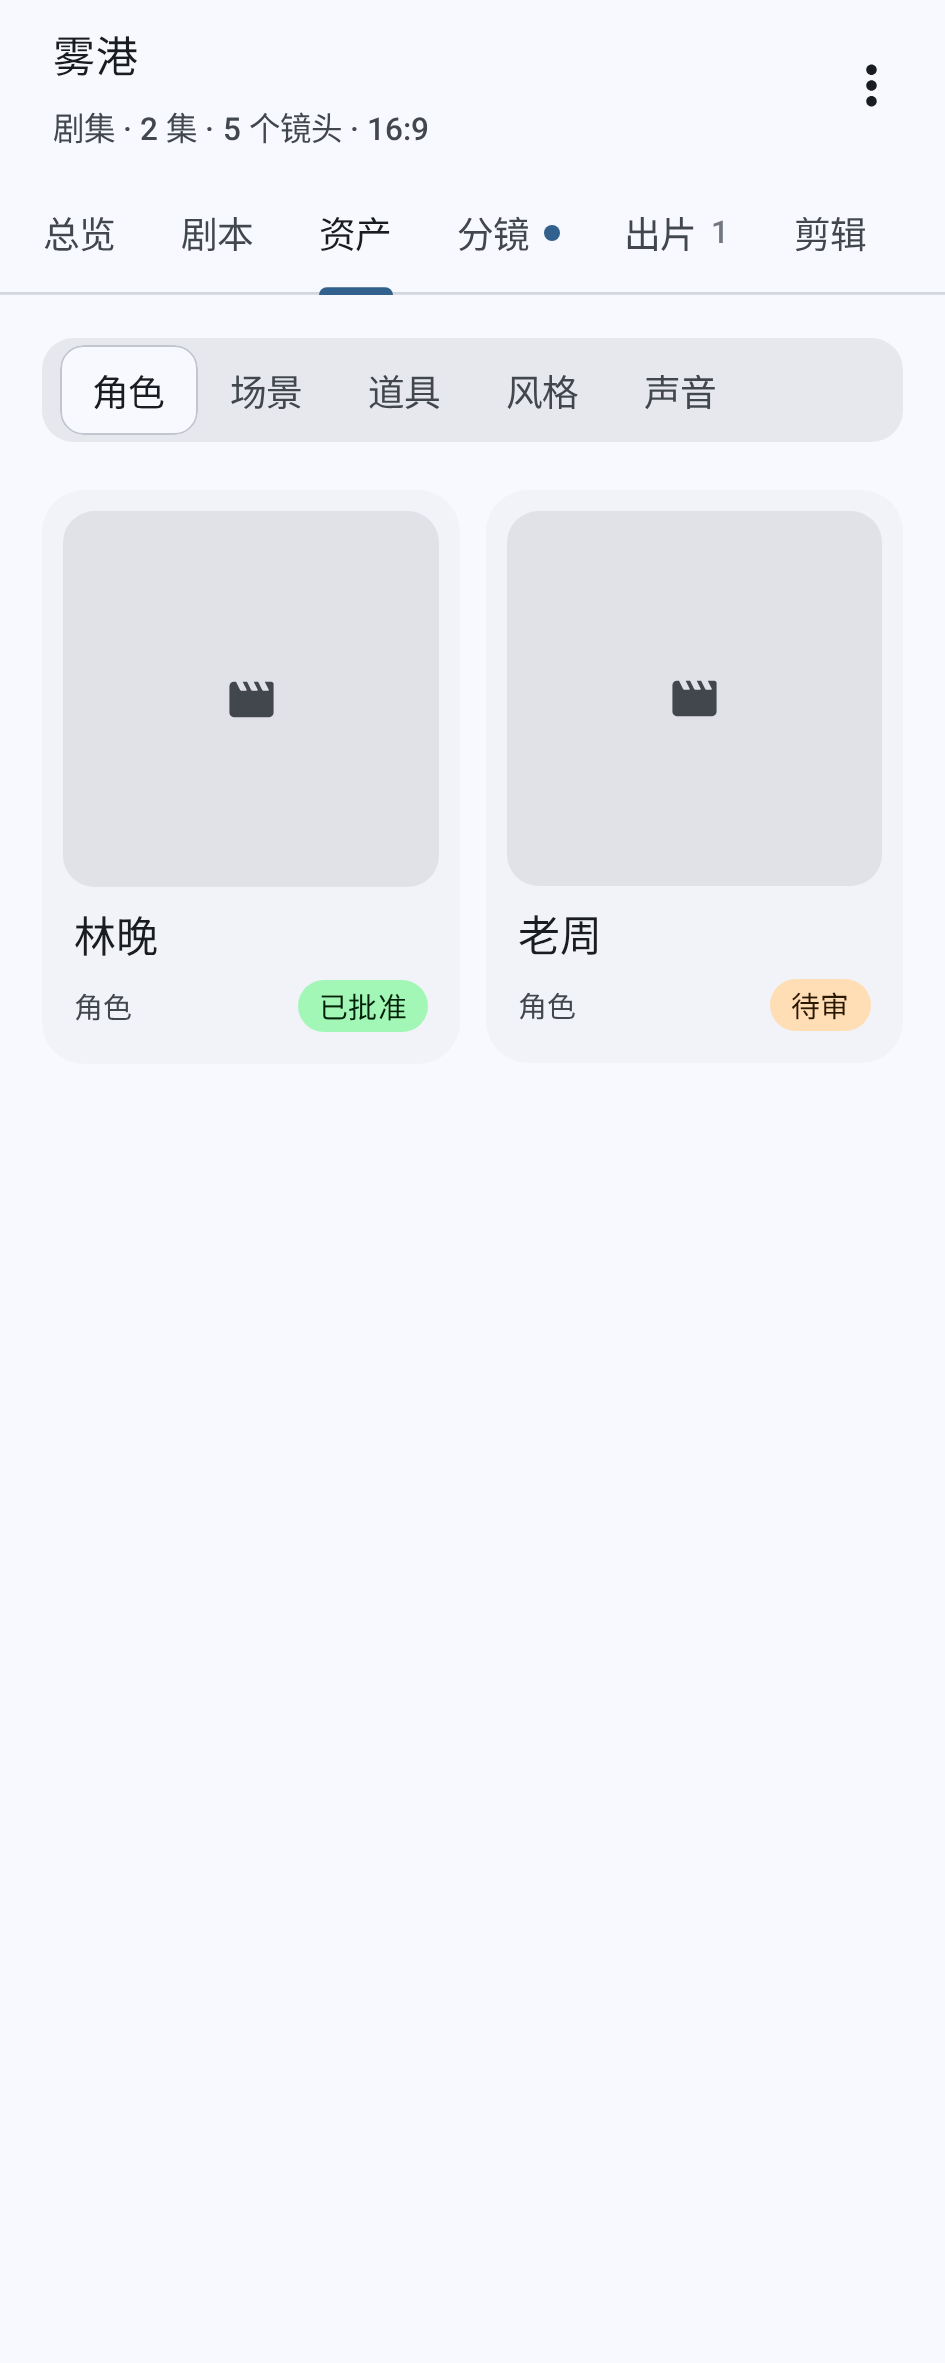 雾港
剧集 · 2 集 · 5 个镜头 · 16:9
总览 剧本 资产 分镜 出片 1 剪辑
角色 场景 道具 风格 声音
林晚
角色 已批准
老周
角色 待审